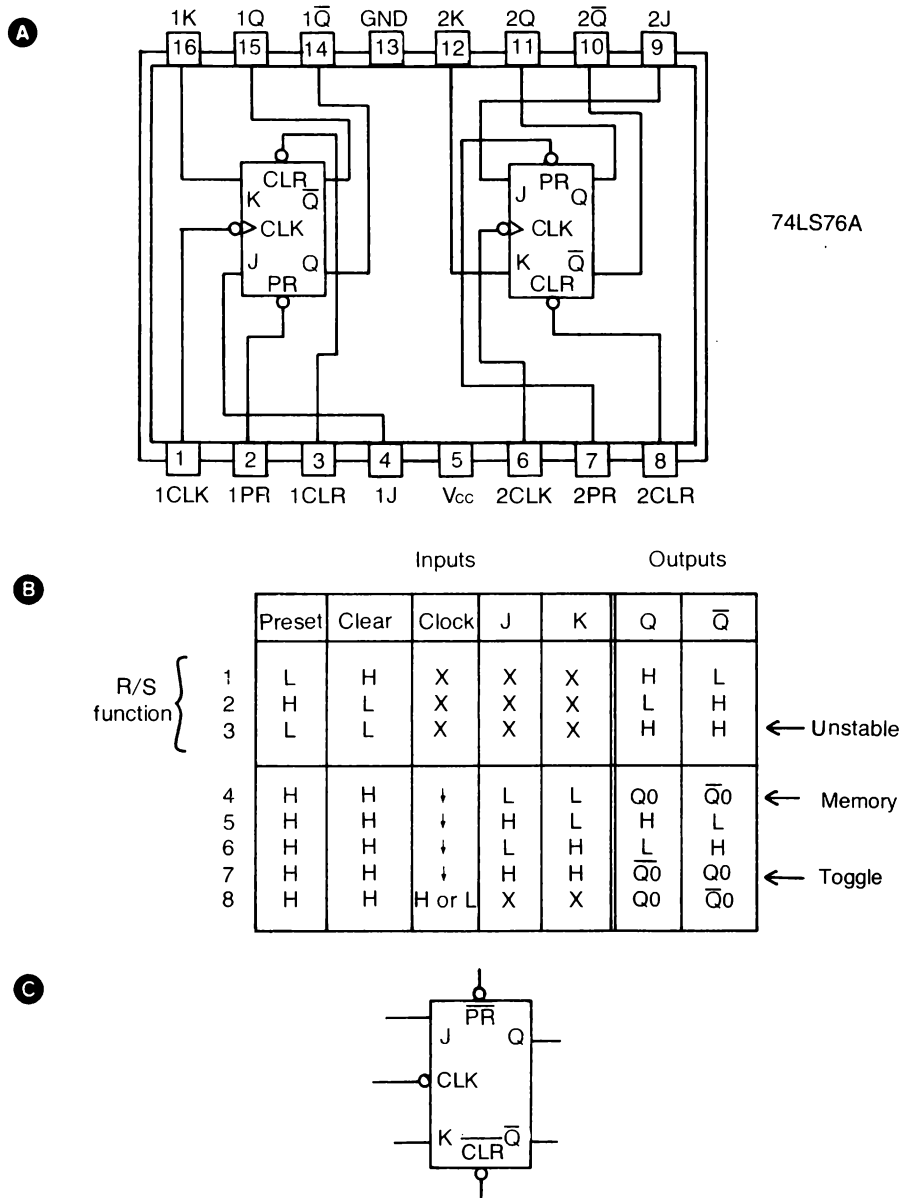 A
1K 1Q 1Q̅ GND 2K 2Q 2Q̅ 2J
16 15 14 13 12 11 10 9
CLR
K Q̅
CLK
J Q
PR
PR
J Q
CLK
K Q̅
CLR
74LS76A
1 2 3 4 5 6 7 8
1CLK 1PR 1CLR 1J Vcc 2CLK 2PR 2CLR
B
Inputs Outputs
Preset Clear Clock J K Q Q̅
R/S
function
1 L H X X X H L
2 H L X X X L H
3 L L X X X H H ← Unstable
4 H H ↓ L L Q0 Q̅0 ← Memory
5 H H ↓ H L H L
6 H H ↓ L H L H
7 H H ↓ H H Q̅0 Q0 ← Toggle
8 H H H or L X X Q0 Q̅0
C
P̅R̅
J Q
CLK
K C̅L̅R̅ Q̅